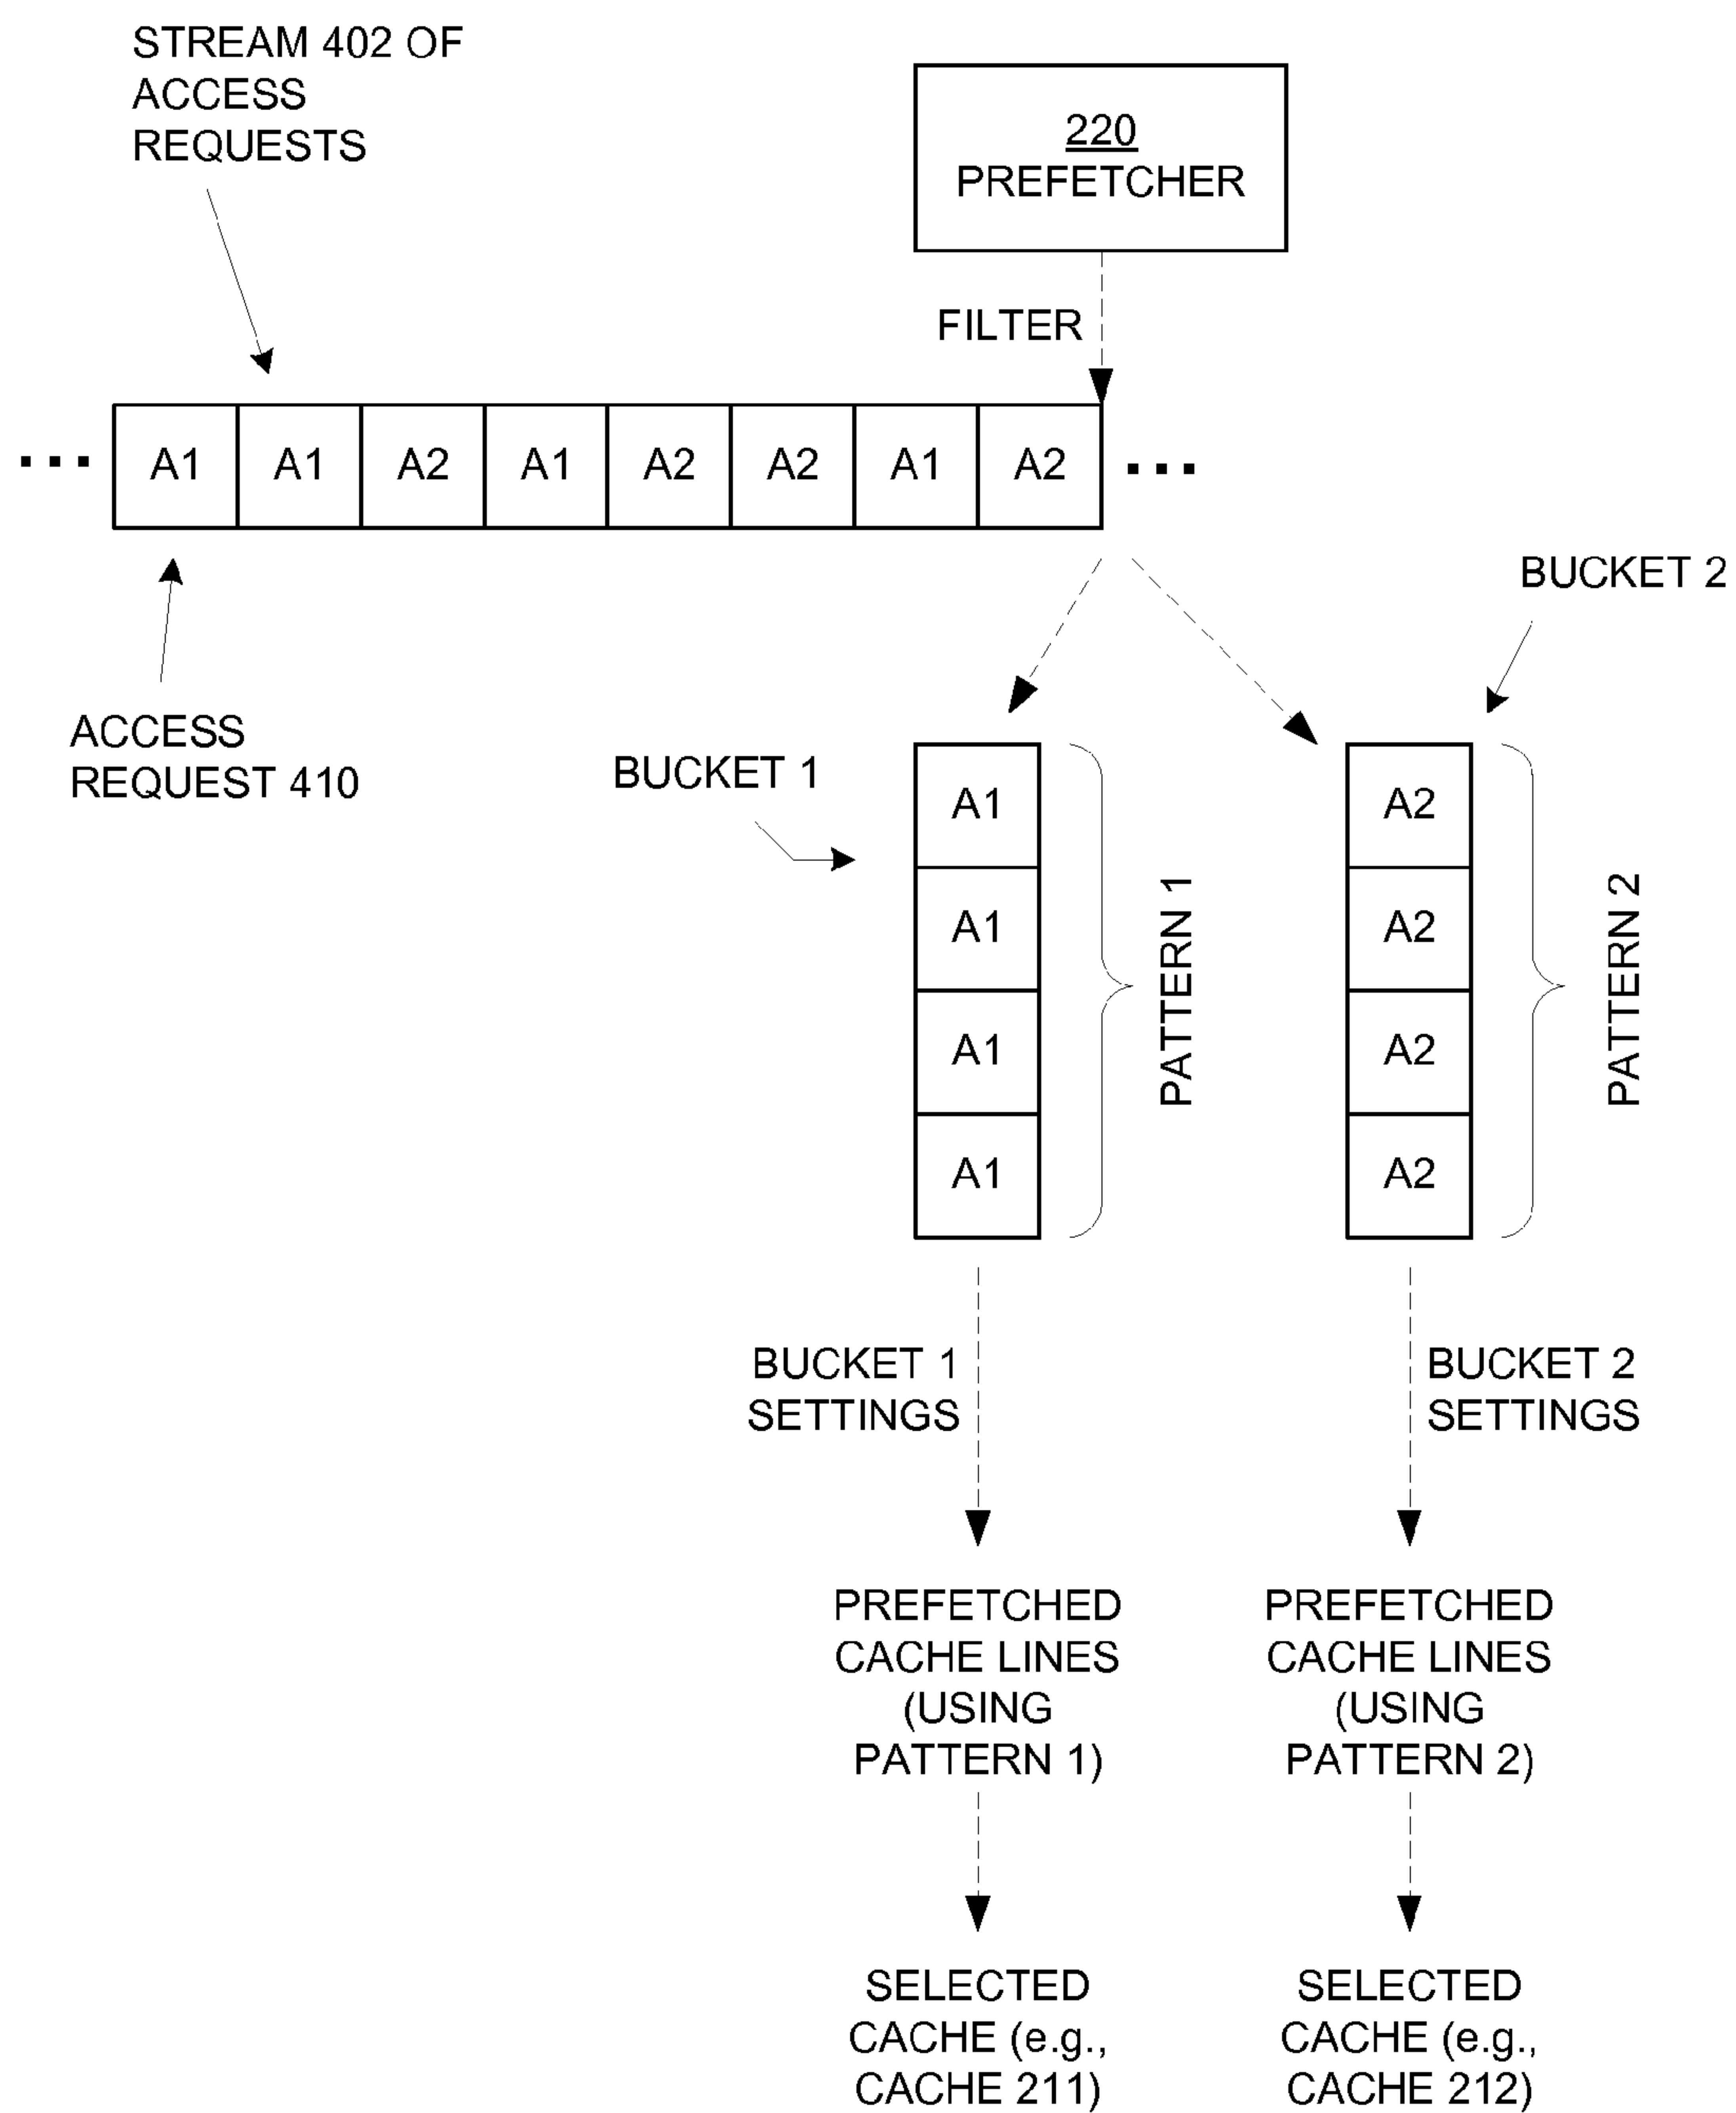 STREAM 402 OF
ACCESS
REQUESTS
220
PREFETCHER
FILTER
... A1 A1 A2 A1 A2 A2 A1 A2 ...
ACCESS
REQUEST 410
BUCKET 2
BUCKET 1
A1
A1
A1
A1
PATTERN 1
A2
A2
A2
A2
PATTERN 2
BUCKET 1
SETTINGS
BUCKET 2
SETTINGS
PREFETCHED
CACHE LINES
(USING
PATTERN 1)
PREFETCHED
CACHE LINES
(USING
PATTERN 2)
SELECTED
CACHE (e.g.,
CACHE 211)
SELECTED
CACHE (e.g.,
CACHE 212)